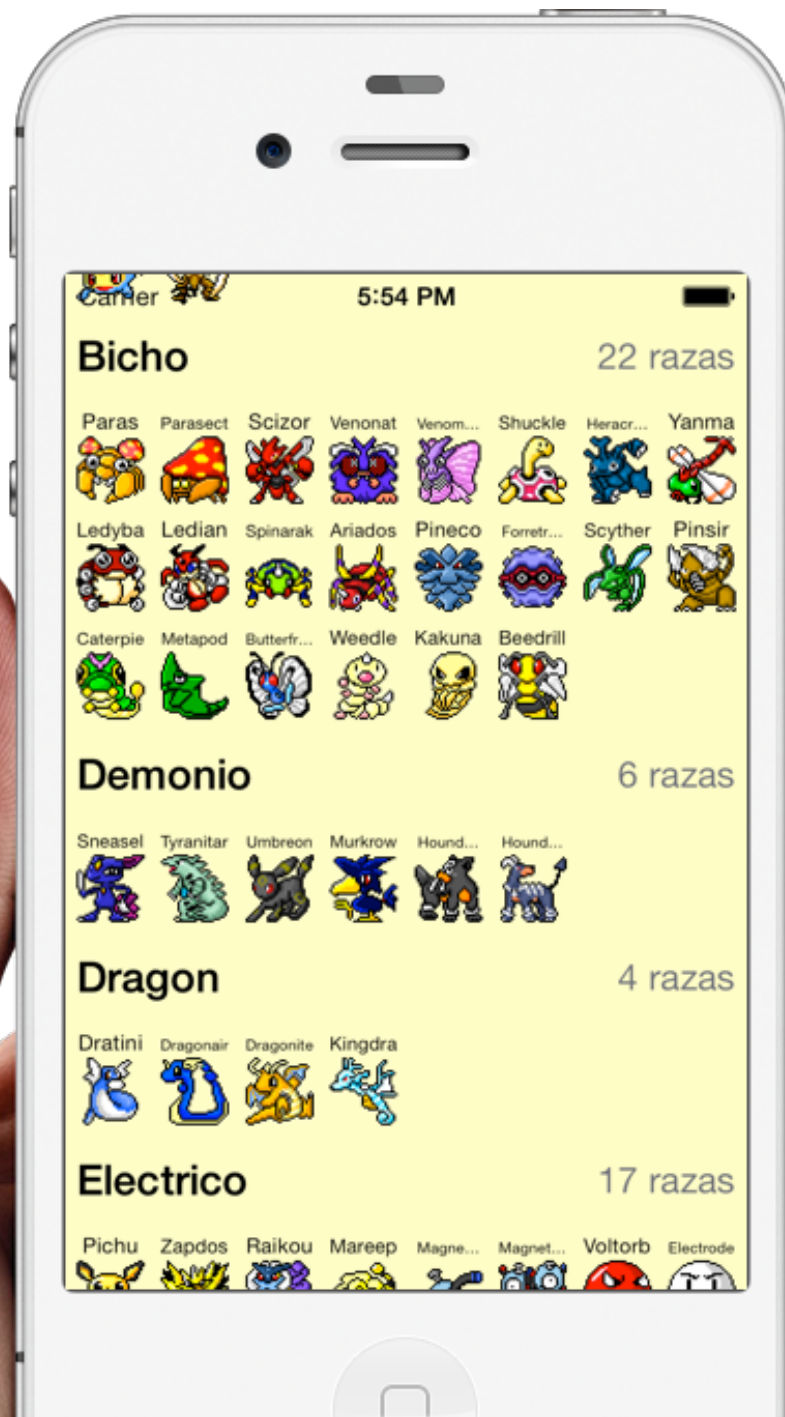 Carrier 5:54 PM
Bicho 22 razas
Paras Parasect Scizor Venonat Venom... Shuckle Heracr... Yanma
Ledyba Ledian Spinarak Ariados Pineco Forretr... Scyther Pinsir
Caterpie Metapod Butterfr... Weedle Kakuna Beedrill
Demonio 6 razas
Sneasel Tyranitar Umbreon Murkrow Hound... Hound...
Dragon 4 razas
Dratini Dragonair Dragonite Kingdra
Electrico 17 razas
Pichu Zapdos Raikou Mareep Magne... Magnet... Voltorb Electrode